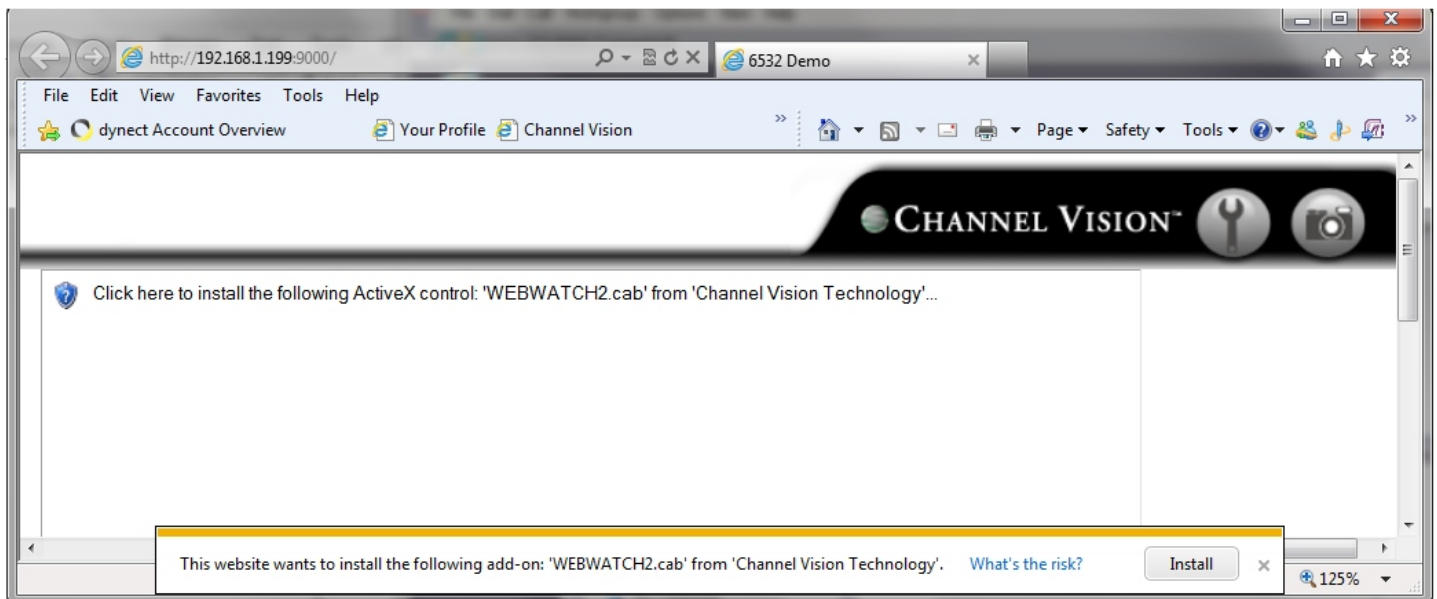 http://192.168.1.199:9000/
6532 Demo
File Edit View Favorites Tools Help
dynect Account Overview Your Profile Channel Vision
Page Safety Tools
CHANNEL VISION™
Click here to install the following ActiveX control: 'WEBWATCH2.cab' from 'Channel Vision Technology'...
This website wants to install the following add-on: 'WEBWATCH2.cab' from 'Channel Vision Technology'. What's the risk? Install
125%